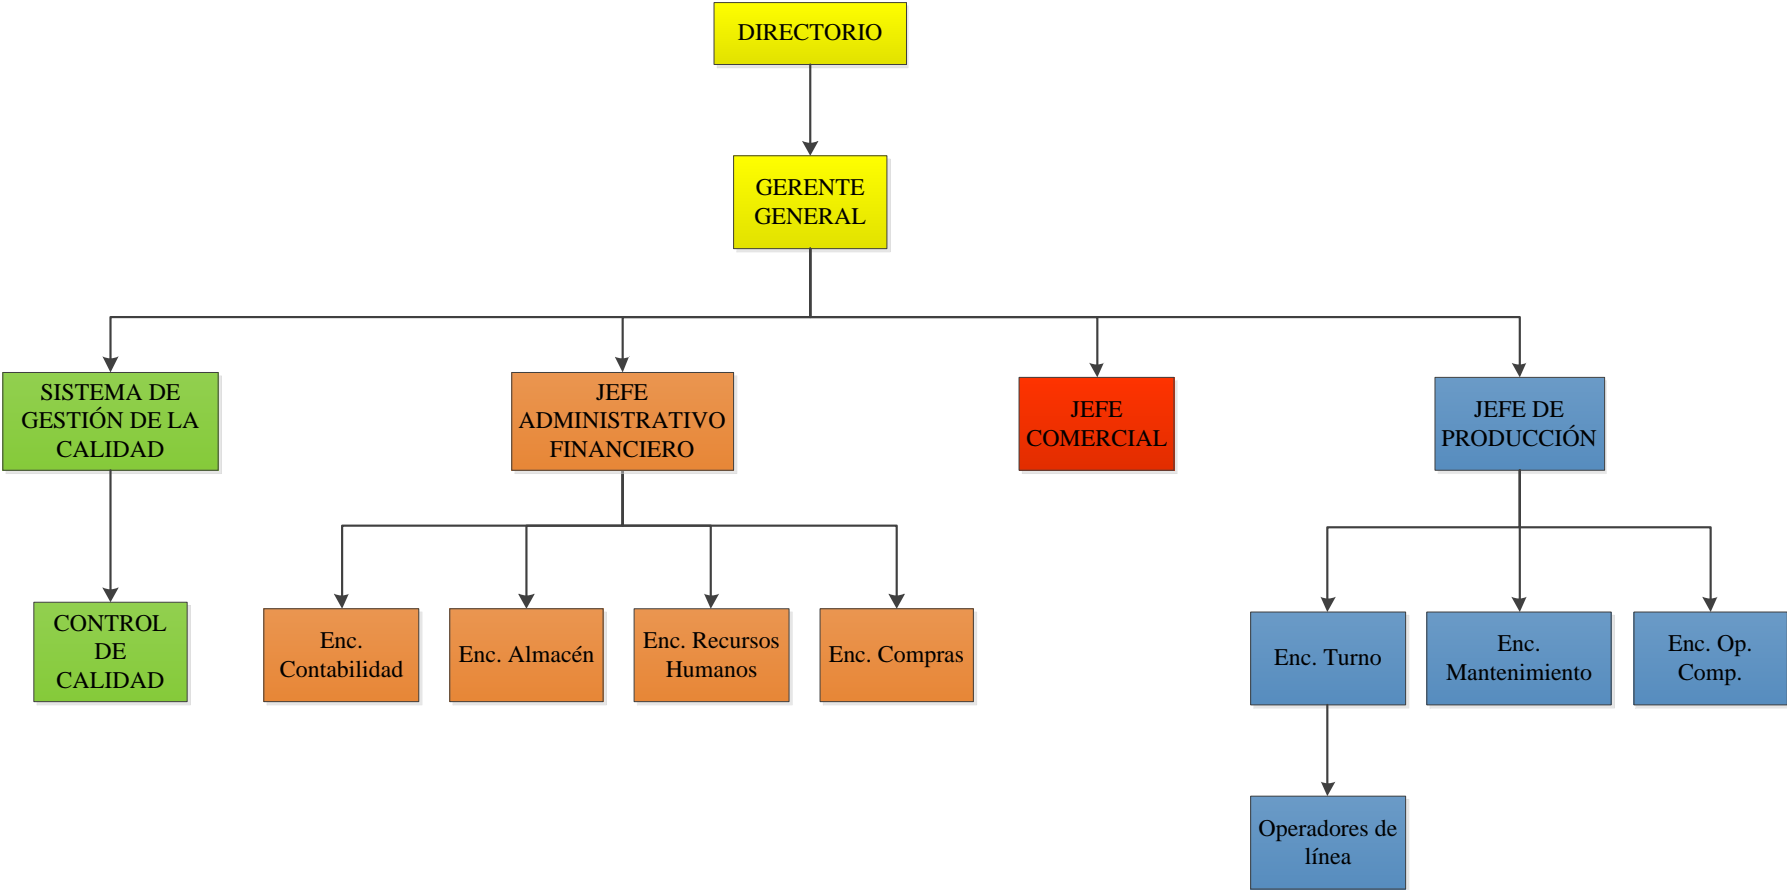 DIRECTORIO
GERENTE
GENERAL
SISTEMA DE
GESTIÓN DE LA
CALIDAD
JEFE
ADMINISTRATIVO
FINANCIERO
JEFE
COMERCIAL
JEFE DE
PRODUCCIÓN
CONTROL
DE
CALIDAD
Enc.
Contabilidad
Enc. Almacén
Enc. Recursos
Humanos
Enc. Compras
Enc. Turno
Enc.
Mantenimiento
Enc. Op.
Comp.
Operadores de
línea